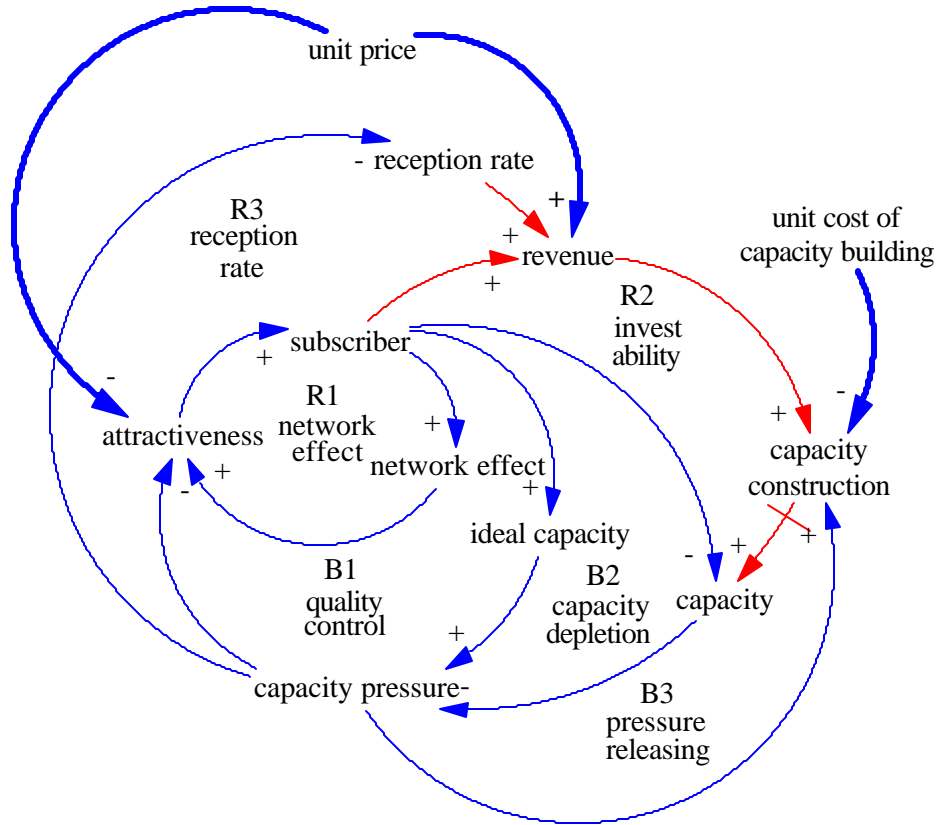 unit price
- reception rate
R3
reception
rate
+
+
revenue
+
unit cost of
capacity building
R2
invest
ability
subscriber
+
-
R1
network
effect
-
+
+
attractiveness
+
-
network effect
capacity
construction
+
+
ideal capacity
+
-
B1
quality
control
B2
capacity
depletion
capacity
+
capacity pressure-
B3
pressure
releasing